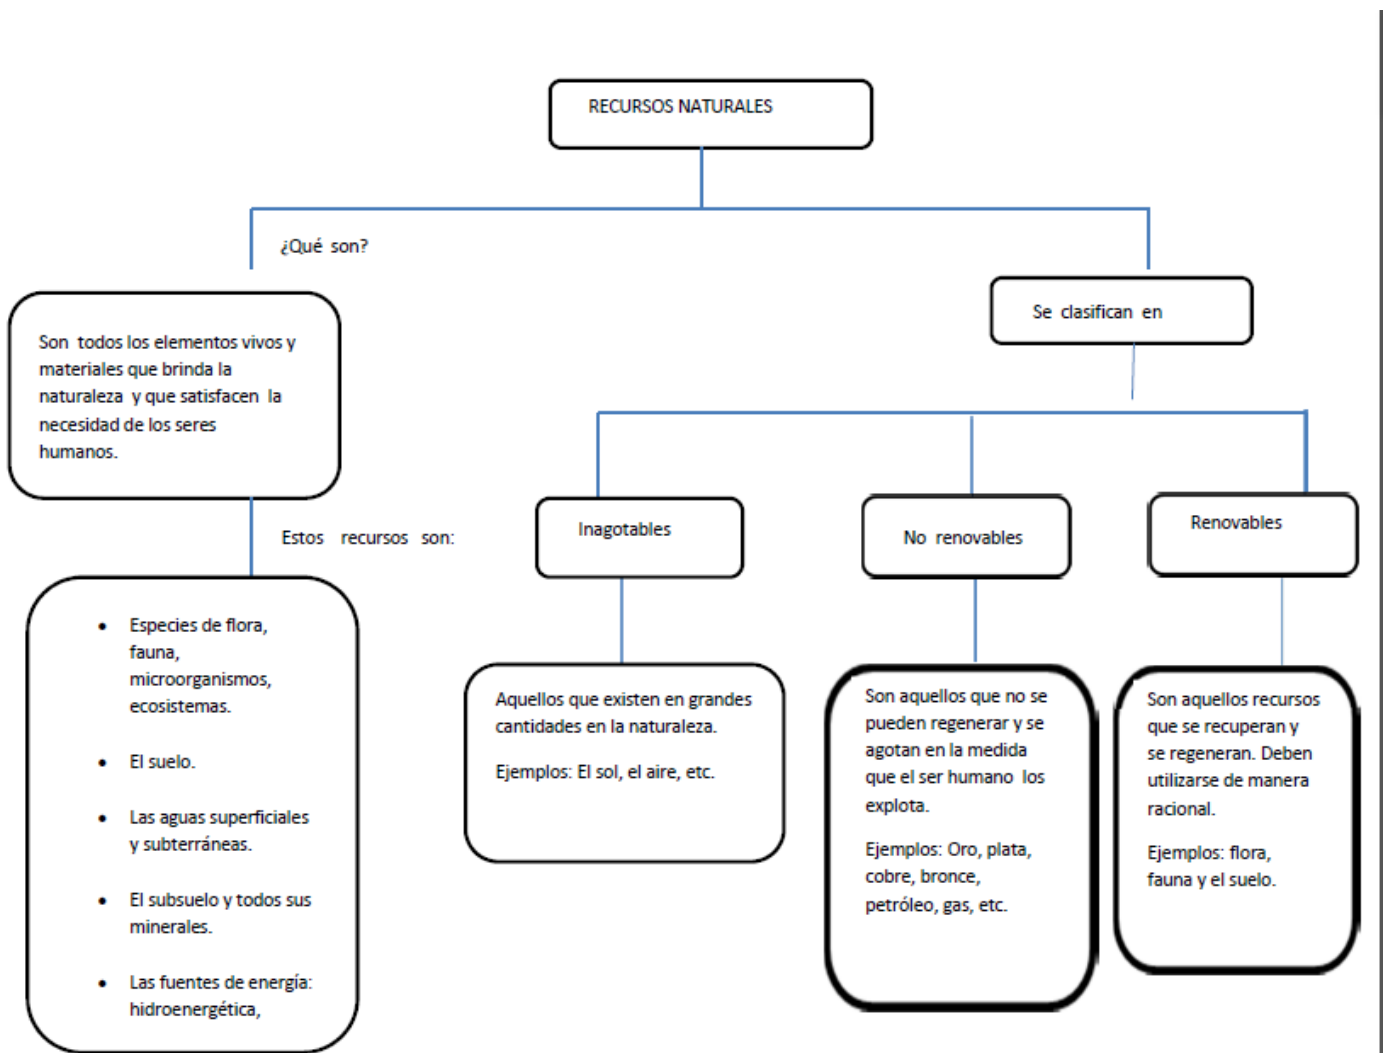 RECURSOS NATURALES
¿Qué son?
Son todos los elementos vivos y
materiales que brinda la
naturaleza y que satisfacen la
necesidad de los seres
humanos.
Estos recursos son:
• Especies de flora,
fauna,
microorganismos,
ecosistemas.
• El suelo.
• Las aguas superficiales
y subterráneas.
• El subsuelo y todos sus
minerales.
• Las fuentes de energía:
hidroenergética,
Se clasifican en
Inagotables
Aquellos que existen en grandes
cantidades en la naturaleza.
Ejemplos: El sol, el aire, etc.
No renovables
Son aquellos que no se
pueden regenerar y se
agotan en la medida
que el ser humano los
explota.
Ejemplos: Oro, plata,
cobre, bronce,
petróleo, gas, etc.
Renovables
Son aquellos recursos
que se recuperan y
se regeneran. Deben
utilizarse de manera
racional.
Ejemplos: flora,
fauna y el suelo.